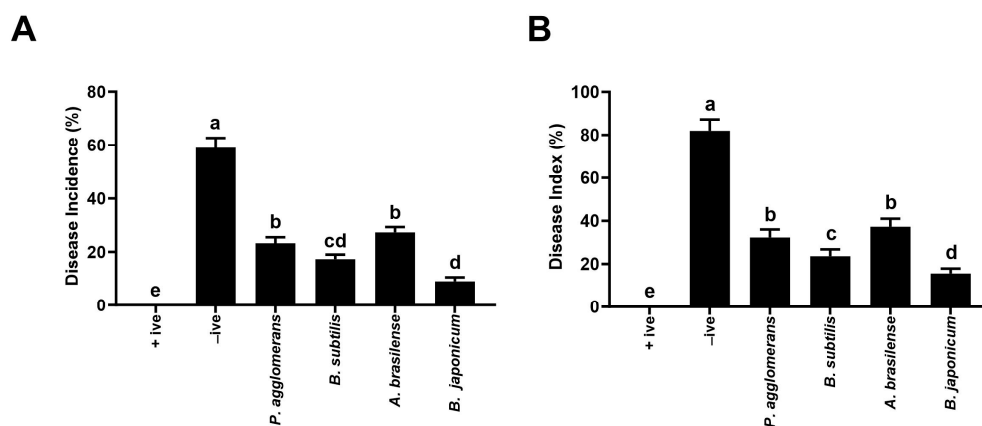 A
Disease Incidence (%)
80
60
40
20
0
e
a
b
cd
b
d
+ ive
–ive
P. agglomerans
B. subtilis
A. brasilense
B. japonicum
B
Disease Index (%)
100
80
60
40
20
0
e
a
b
c
b
d
+ ive
–ive
P. agglomerans
B. subtilis
A. brasilense
B. japonicum